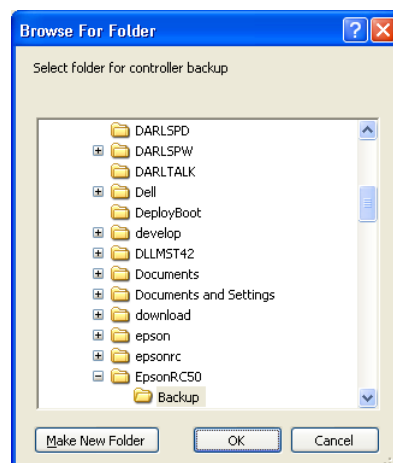 Browse For Folder
Select folder for controller backup
DARLSPD
DARLSPW
DARLTALK
Dell
DeployBoot
develop
DLLMST42
Documents
Documents and Settings
download
epson
epsonrc
EpsonRC50
Backup
Make New Folder OK Cancel